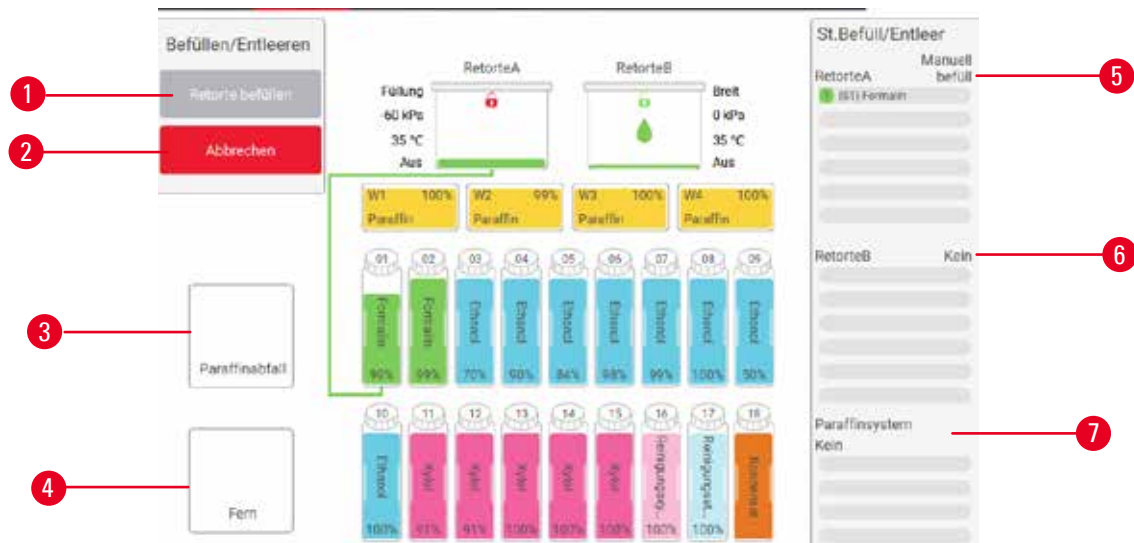 Befüllen/Entleeren
1
Retorte befüllen
2
Abbrechen
3
Paraffinabfall
4
Fern
RetorteA
RetorteB
Füllung
-60 kPa
35 °C
Aus
Breit
0 kPa
35 °C
Aus
W1 100%
Paraffin
W2 99%
Paraffin
W3 100%
Paraffin
W4 100%
Paraffin
01 02 03 04 05 06 07 08 09
Formalin Formalin Ethanol Ethanol Ethanol Ethanol Ethanol Ethanol Ethanol
90% 99% 70% 90% 84% 98% 99% 100% 50%
10 11 12 13 14 15 16 17 18
Ethanol Xylol Xylol Xylol Xylol Xylol
100% 91% 91% 100% 100% 100% 100% 100%
St.Befüll/Entleer
RetorteA Manuell befüll
5
(S1) Formalin
RetorteB Kein
6
Paraffinsystem
Kein
7